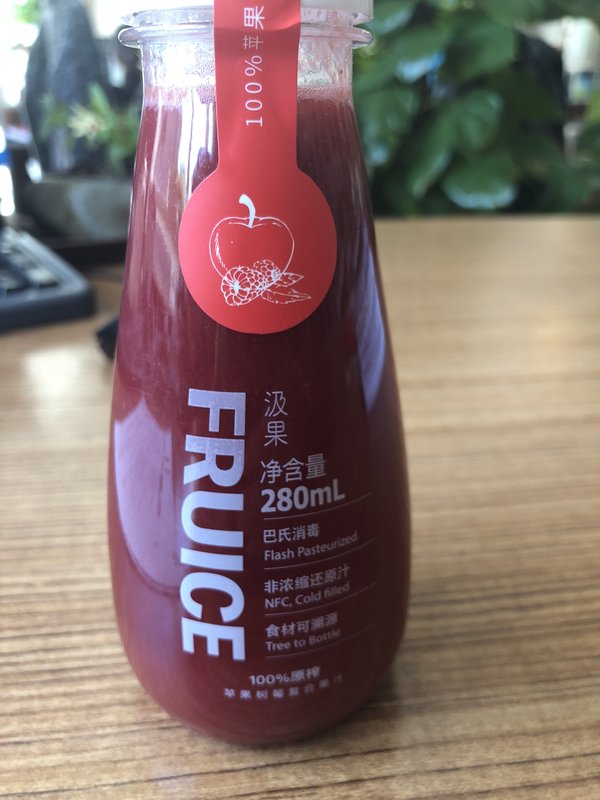 100%苹果
FRUICE
汲果
净含量
280mL
巴氏消毒
Flash Pasteurized
非浓缩还原汁
NFC, Cold filled
食材可溯源
Tree to Bottle
100%原榨
苹果树莓复合果汁